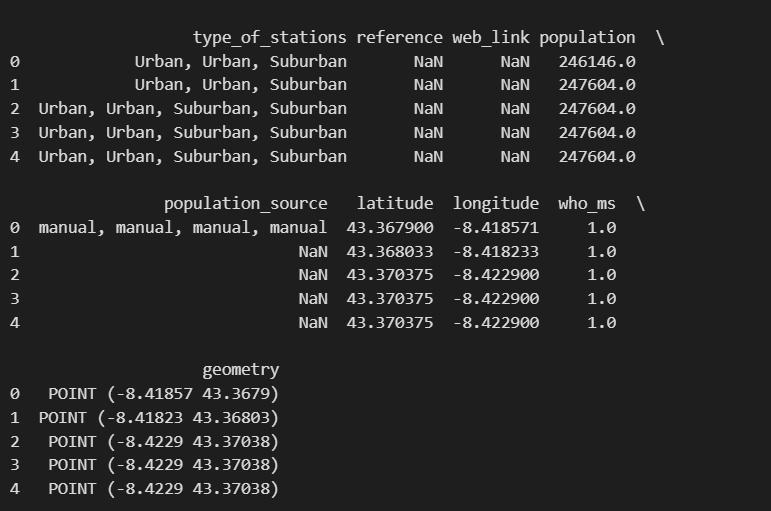 type_of_stations reference web_link population \
0 Urban, Urban, Suburban NaN NaN 246146.0
1 Urban, Urban, Suburban NaN NaN 247604.0
2 Urban, Urban, Suburban, Suburban NaN NaN 247604.0
3 Urban, Urban, Suburban, Suburban NaN NaN 247604.0
4 Urban, Urban, Suburban, Suburban NaN NaN 247604.0
population_source latitude longitude who_ms \
0 manual, manual, manual, manual 43.367900 -8.418571 1.0
1 NaN 43.368033 -8.418233 1.0
2 NaN 43.370375 -8.422900 1.0
3 NaN 43.370375 -8.422900 1.0
4 NaN 43.370375 -8.422900 1.0
geometry
0 POINT (-8.41857 43.3679)
1 POINT (-8.41823 43.36803)
2 POINT (-8.4229 43.37038)
3 POINT (-8.4229 43.37038)
4 POINT (-8.4229 43.37038)